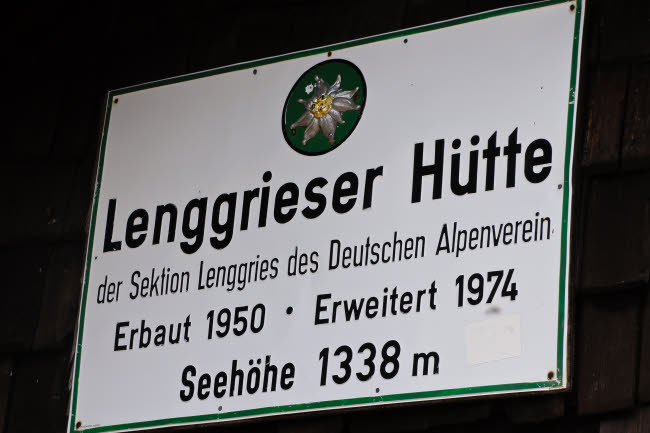 Lenggrieser Hütte
der Sektion Lenggries des Deutschen Alpenverein
Erbaut 1950 · Erweitert 1974
Seehöhe 1338 m